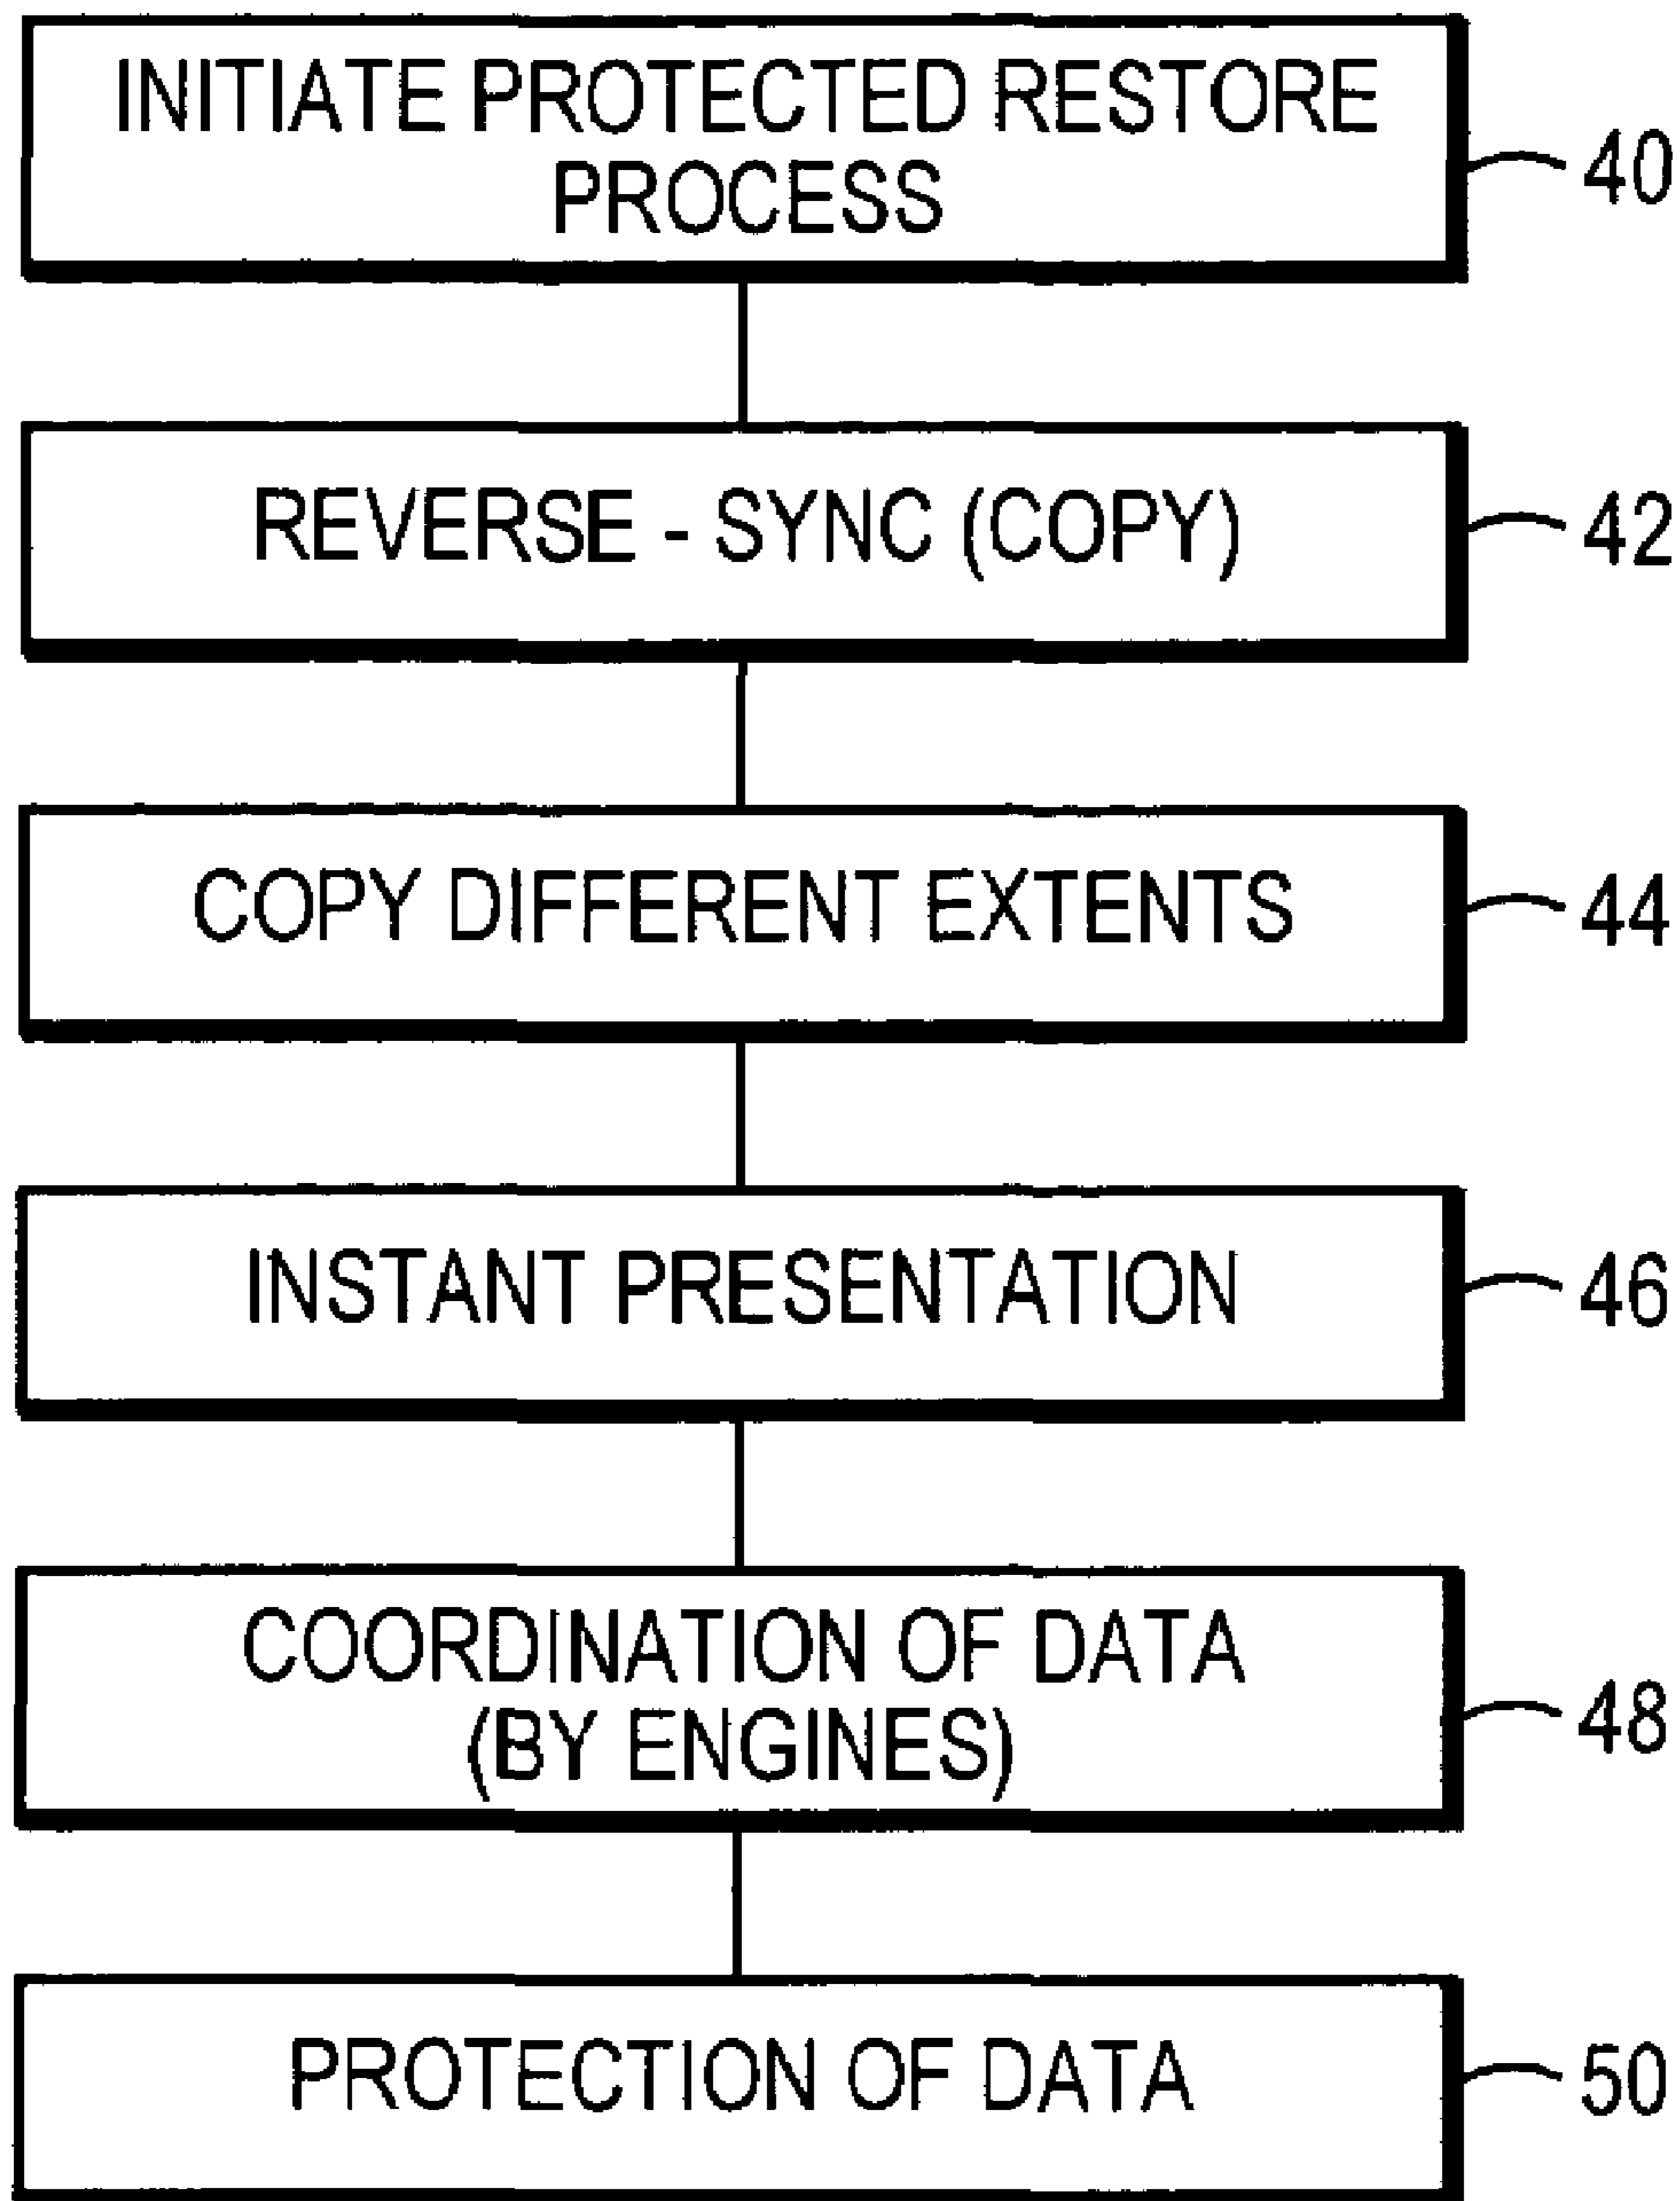 INITIATE PROTECTED RESTORE
PROCESS
40
REVERSE - SYNC (COPY)
42
COPY DIFFERENT EXTENTS
44
INSTANT PRESENTATION
46
COORDINATION OF DATA
(BY ENGINES)
48
PROTECTION OF DATA
50